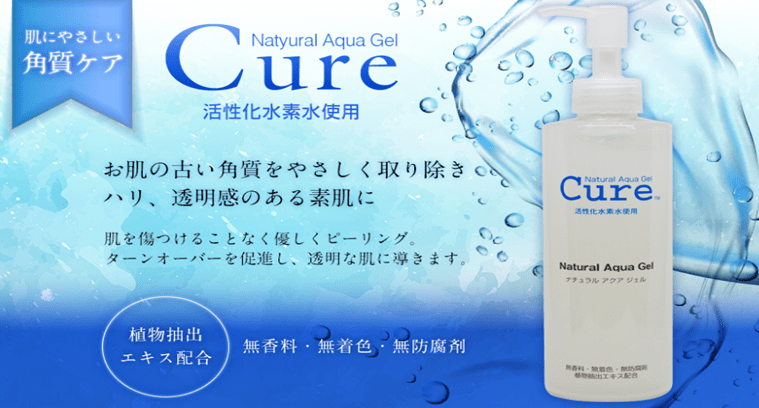 肌にやさしい
角質ケア
Natyural Aqua Gel
Cure
活性化水素水使用
お肌の古い角質をやさしく取り除き
ハリ、透明感のある素肌に
肌を傷つけることなく優しくピーリング。
ターンオーバーを促進し、透明な肌に導きます。
植物抽出
エキス配合
無香料・無着色・無防腐剤
Natural Aqua Gel
Cure™
活性化水素水使用
Natural Aqua Gel
ナチュラル アクア ジェル
無香料・無着色・無防腐剤
植物抽出エキス配合